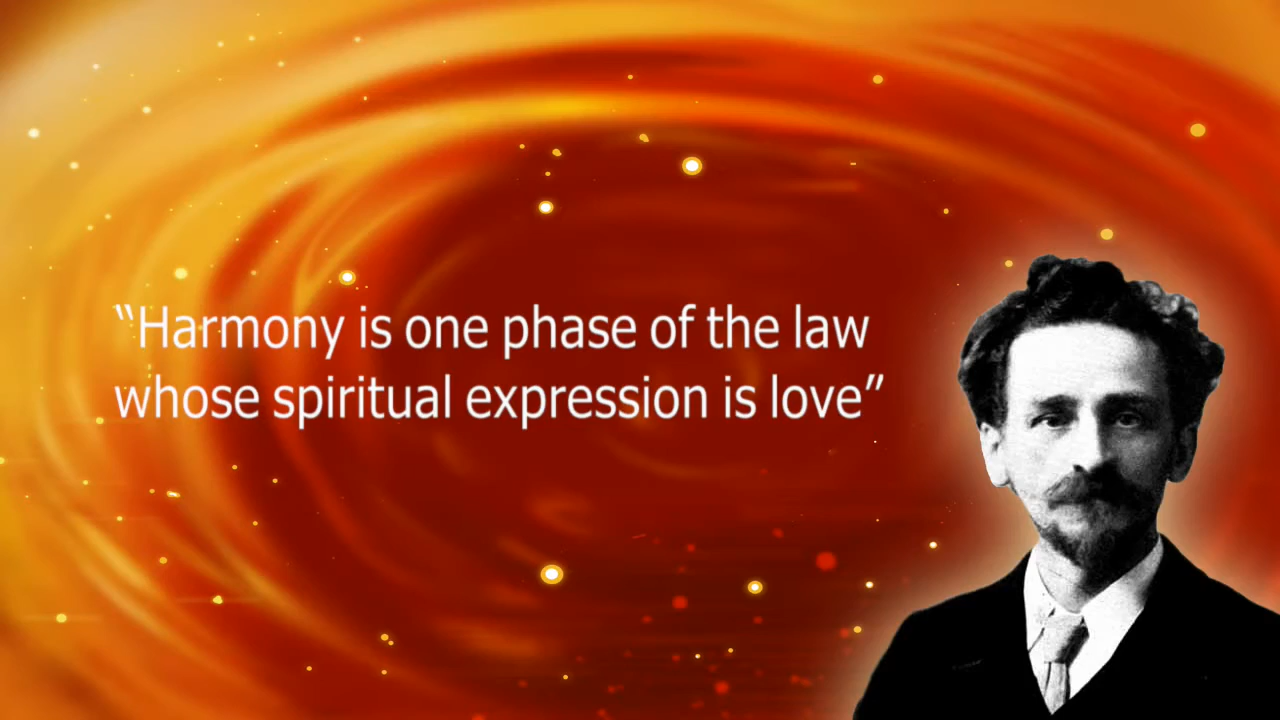 “Harmony is one phase of the law
whose spiritual expression is love”